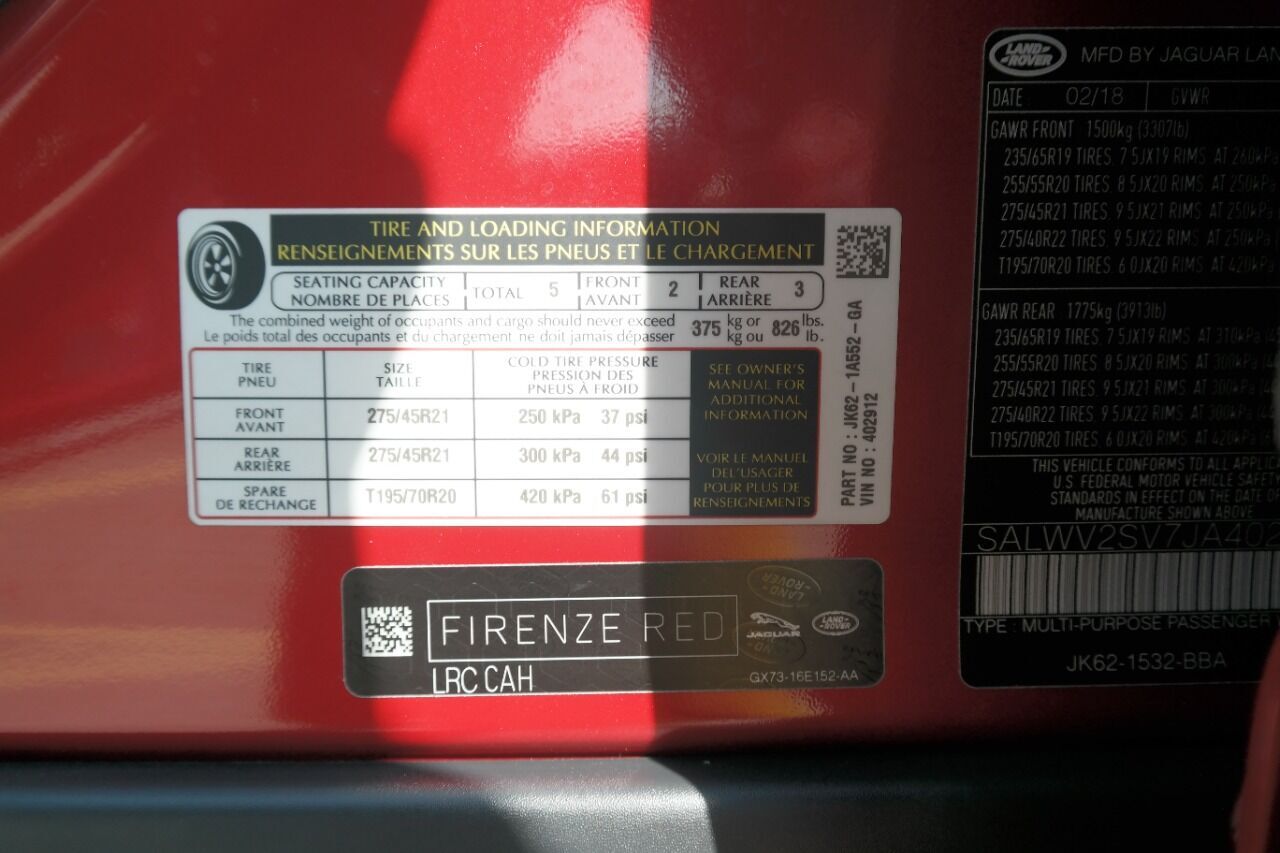 TIRE AND LOADING INFORMATION
RENSEIGNEMENTS SUR LES PNEUS ET LE CHARGEMENT
SEATING CAPACITY
NOMBRE DE PLACES
TOTAL 5
FRONT
AVANT
2
REAR
ARRIÈRE
3
The combined weight of occupants and cargo should never exceed 375 kg or 826 lbs.
Le poids total des occupants et du chargement ne doit jamais dépasser kg ou lb.
TIRE
PNEU
SIZE
TAILLE
COLD TIRE PRESSURE
PRESSION DES
PNEUS À FROID
FRONT
AVANT
275/45R21
250 kPa 37 psi
REAR
ARRIÈRE
275/45R21
300 kPa 44 psi
SPARE
DE RECHANGE
T195/70R20
420 kPa 61 psi
SEE OWNER'S
MANUAL FOR
ADDITIONAL
INFORMATION
VOIR LE MANUEL
DEL'USAGER
POUR PLUS DE
RENSEIGNEMENTS
PART NO : JK62-1A552-GA
VIN NO : 402912
FIRENZE RED
LRC CAH
JAGUAR
LAND ROVER
GX73-16E152-AA
LAND
ROVER
MFD BY JAGUAR LAN
DATE 02/18 GVWR
GAWR FRONT 1500kg (3307lb)
235/65R19 TIRES, 7 5JX19 RIMS, AT 260kPa
255/55R20 TIRES, 8 5JX20 RIMS, AT 250kPa
275/45R21 TIRES, 9 5JX21 RIMS, AT 250kPa
275/40R22 TIRES, 9 5JX22 RIMS, AT 250kPa
T195/70R20 TIRES, 6 0JX20 RIMS, AT 420kPa
GAWR REAR 1775kg (3913lb)
235/65R19 TIRES, 7 5JX19 RIMS, AT 310kPa
255/55R20 TIRES, 8 5JX20 RIMS, AT 300kPa
275/45R21 TIRES, 9 5JX21 RIMS, AT 300kPa
275/40R22 TIRES, 9 5JX22 RIMS, AT 300kPa
T195/70R20 TIRES, 6 0JX20 RIMS, AT 420kPa
THIS VEHICLE CONFORMS TO ALL APPLIC
U.S. FEDERAL MOTOR VEHICLE SAFET
STANDARDS IN EFFECT ON THE DATE O
MANUFACTURE SHOWN ABOVE
SALWV2SV7JA402
TYPE : MULTI-PURPOSE PASSENGER
JK62-1532-BBA